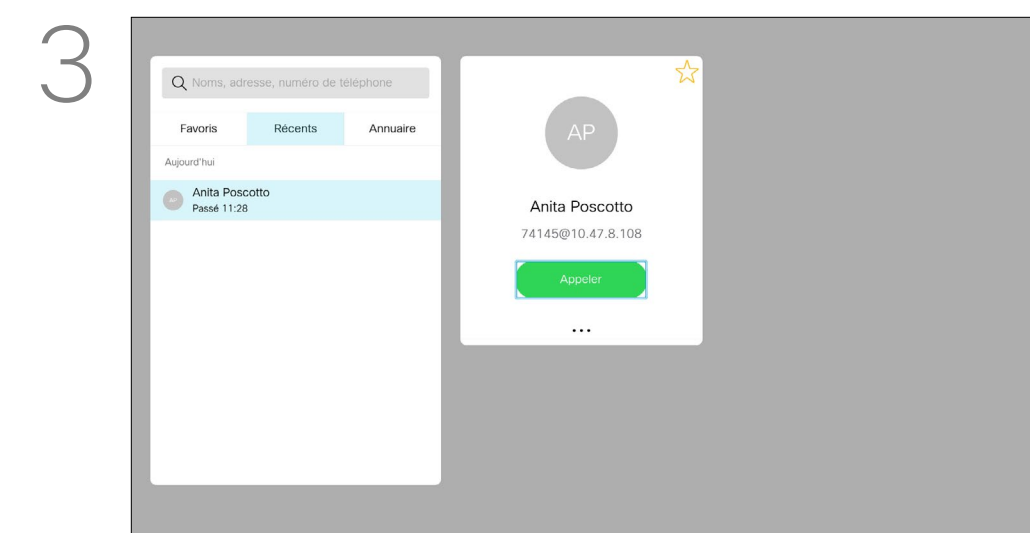 3
Noms, adresse, numéro de téléphone
Favoris Récents Annuaire
Aujourd'hui
AP Anita Poscotto
Passé 11:28
AP
Anita Poscotto
74145@10.47.8.108
Appeler
...